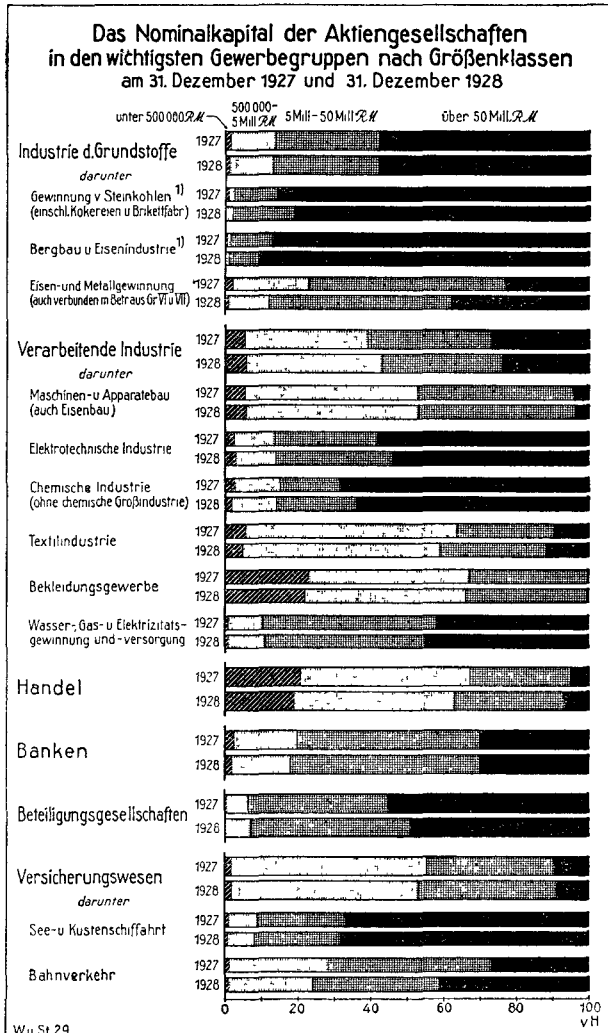 Das Nominalkapital der Aktiengesellschaften
in den wichtigsten Gewerbegruppen nach Größenklassen
am 31. Dezember 1927 und 31. Dezember 1928
unter 500000 RM 500000- 5 Mill RM 5 Mill-50 Mill RM über 50 Mill. RM
Industrie d. Grundstoffe 1927
1928
darunter
Gewinnung v Steinkohlen 1) 1927
(einschl. Kokereien u Brikettfabr) 1928
Bergbau u Eisenindustrie 1) 1927
1928
Eisen- und Metallgewinnung 1927
(auch verbunden m Betr aus Gr VI u VII) 1928
Verarbeitende Industrie 1927
1928
darunter
Maschinen- u Apparatebau 1927
(auch Eisenbau) 1928
Elektrotechnische Industrie 1927
1928
Chemische Industrie 1927
(ohne chemische Großindustrie) 1928
Textilindustrie 1927
1928
Bekleidungsgewerbe 1927
1928
Wasser-, Gas- u Elektrizitäts- 1927
gewinnung und -versorgung 1928
Handel 1927
1928
Banken 1927
1928
Beteiligungsgesellschaften 1927
1928
Versicherungswesen 1927
1928
darunter
See- u Küstenschiffahrt 1927
1928
Bahnverkehr 1927
1928
0 20 40 60 80 100
vH
W u St 29